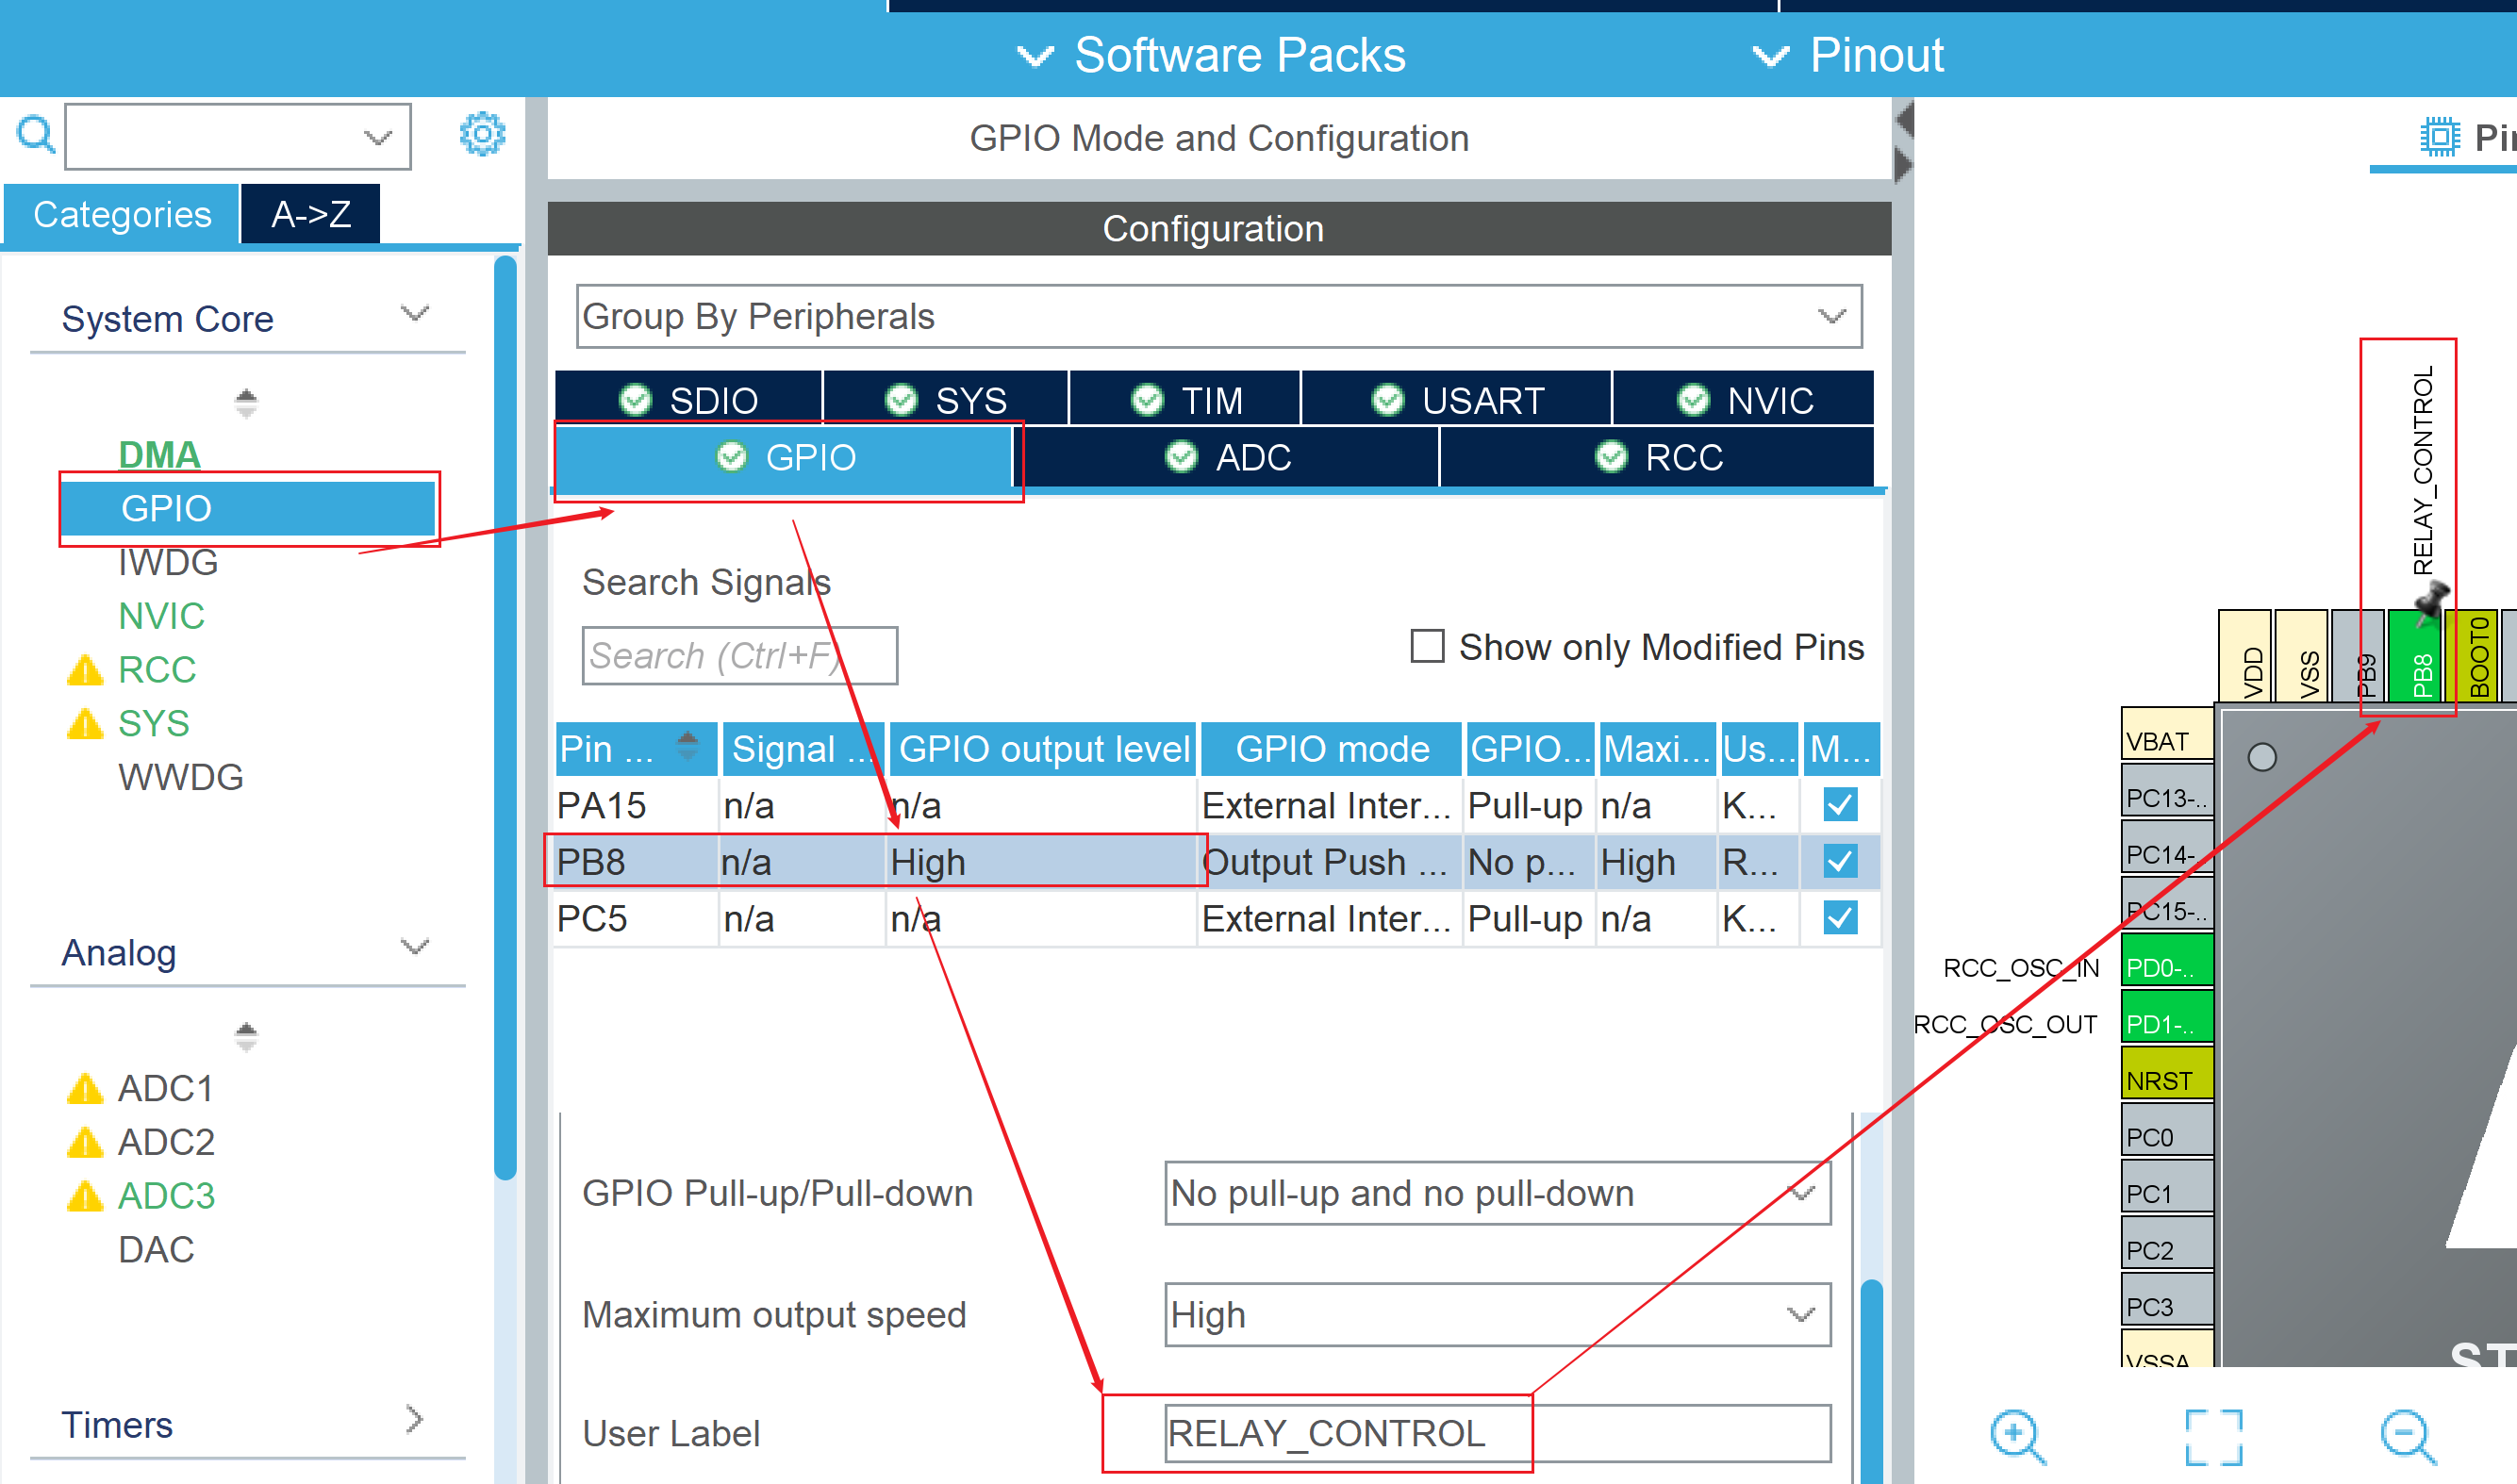 Software Packs
Pinout
GPIO Mode and Configuration
Categories
A->Z
Configuration
System Core
Group By Peripherals
SDIO
SYS
TIM
USART
NVIC
GPIO
ADC
RCC
DMA
GPIO
IWDG
NVIC
RCC
SYS
WWDG
Search Signals
Search (Ctrl+F)
Show only Modified Pins
Pin ...
Signal ...
GPIO output level
GPIO mode
GPIO...
Maxi...
Us...
M...
PA15 n/a n/a External Inter... Pull-up n/a K...
PB8 n/a High Output Push ... No p... High R...
PC5 n/a n/a External Inter... Pull-up n/a K...
Analog
ADC1
ADC2
ADC3
DAC
Timers
GPIO Pull-up/Pull-down
No pull-up and no pull-down
Maximum output speed
High
User Label
RELAY_CONTROL
RELAY_CONTROL
VDD
VSS
PB9
PB8
BOOT0
VBAT
PC13-..
PC14-..
PC15-..
RCC_OSC_IN
PD0-..
RCC_OSC_OUT
PD1-..
NRST
PC0
PC1
PC2
PC3
VSSA